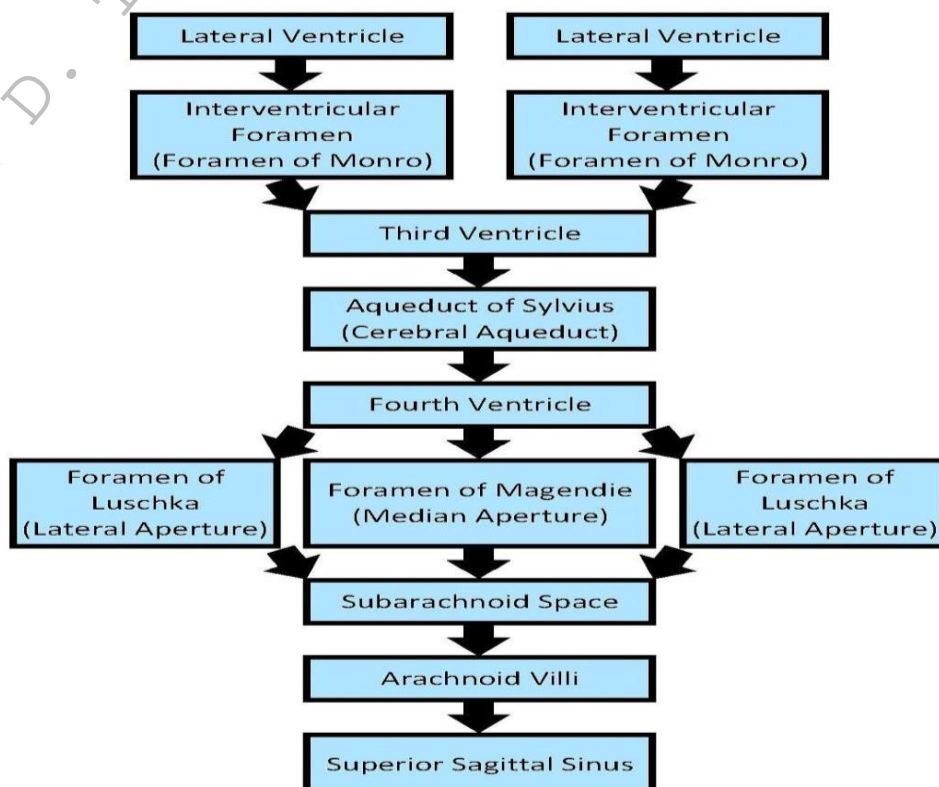 Lateral Ventricle
Lateral Ventricle
Interventricular
Foramen
(Foramen of Monro)
Interventricular
Foramen
(Foramen of Monro)
Third Ventricle
Aqueduct of Sylvius
(Cerebral Aqueduct)
Fourth Ventricle
Foramen of
Luschka
(Lateral Aperture)
Foramen of Magendie
(Median Aperture)
Foramen of
Luschka
(Lateral Aperture)
Subarachnoid Space
Arachnoid Villi
Superior Sagittal Sinus